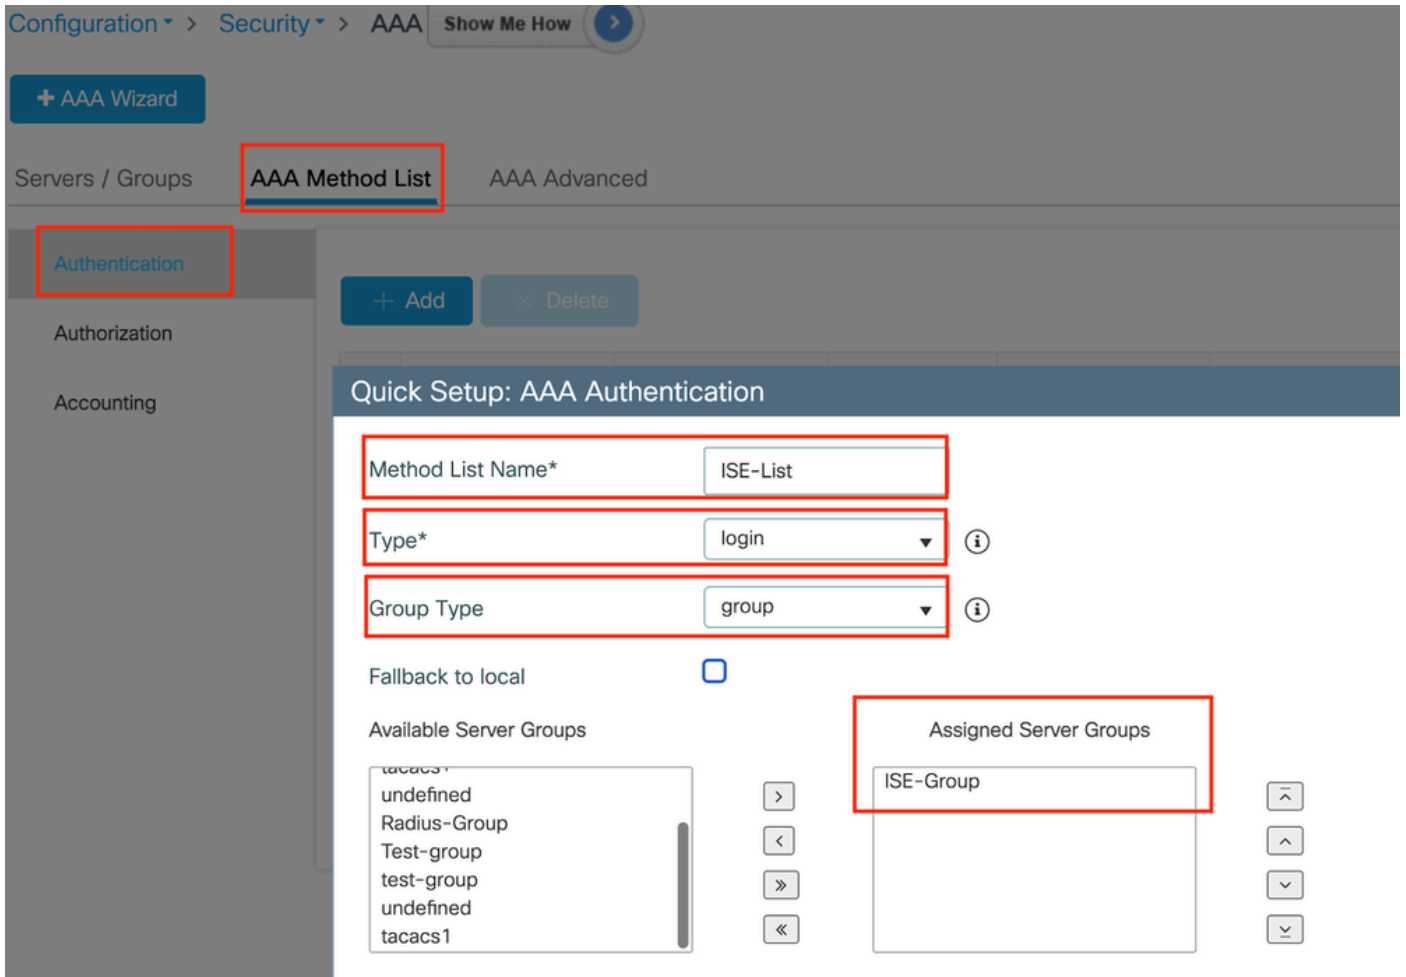 Configuration > Security > AAA Show Me How
+ AAA Wizard
Servers / Groups AAA Method List AAA Advanced
Authentication
Authorization
Accounting
+ Add × Delete
Quick Setup: AAA Authentication
Method List Name* ISE-List
Type* login
Group Type group
Fallback to local
Available Server Groups Assigned Server Groups
undefined
Radius-Group
Test-group
test-group
undefined
tacacs1
ISE-Group